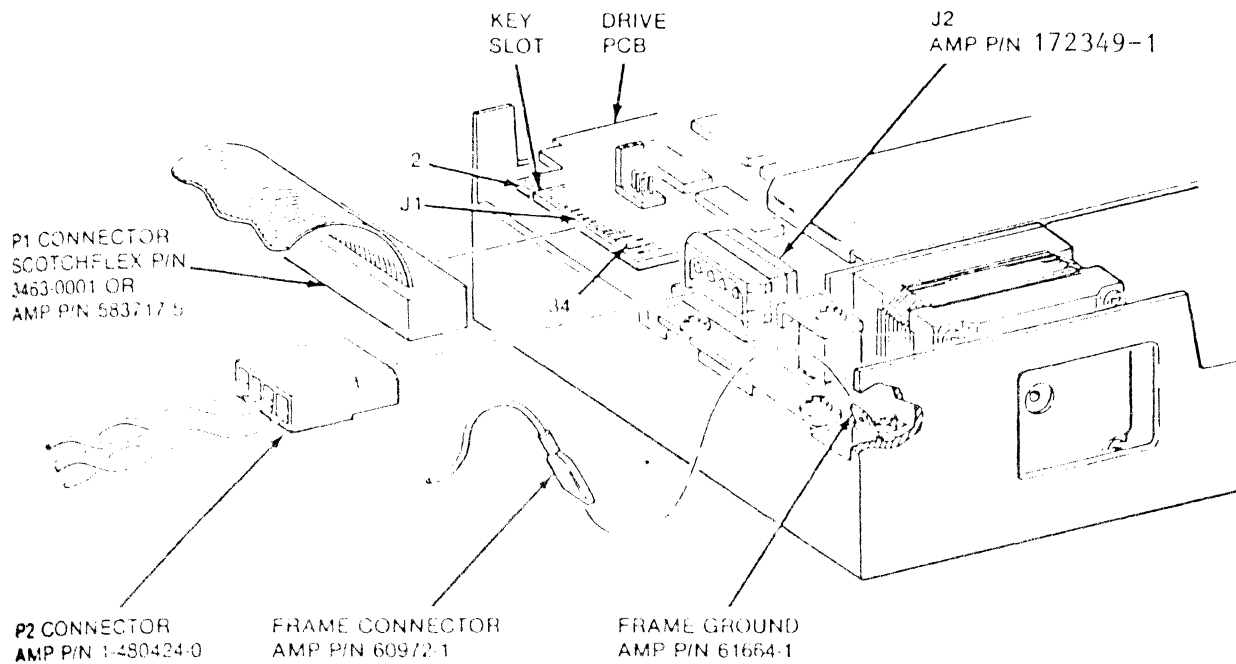 KEY
SLOT
DRIVE
PCB
J2
AMP P/N 172349-1
2
J1
34
P1 CONNECTOR
SCOTCHFLEX P/N
3463-0001 OR
AMP P/N 583717-5
P2 CONNECTOR
AMP P/N 1-480424-0
FRAME CONNECTOR
AMP P/N 60972-1
FRAME GROUND
AMP P/N 61664-1